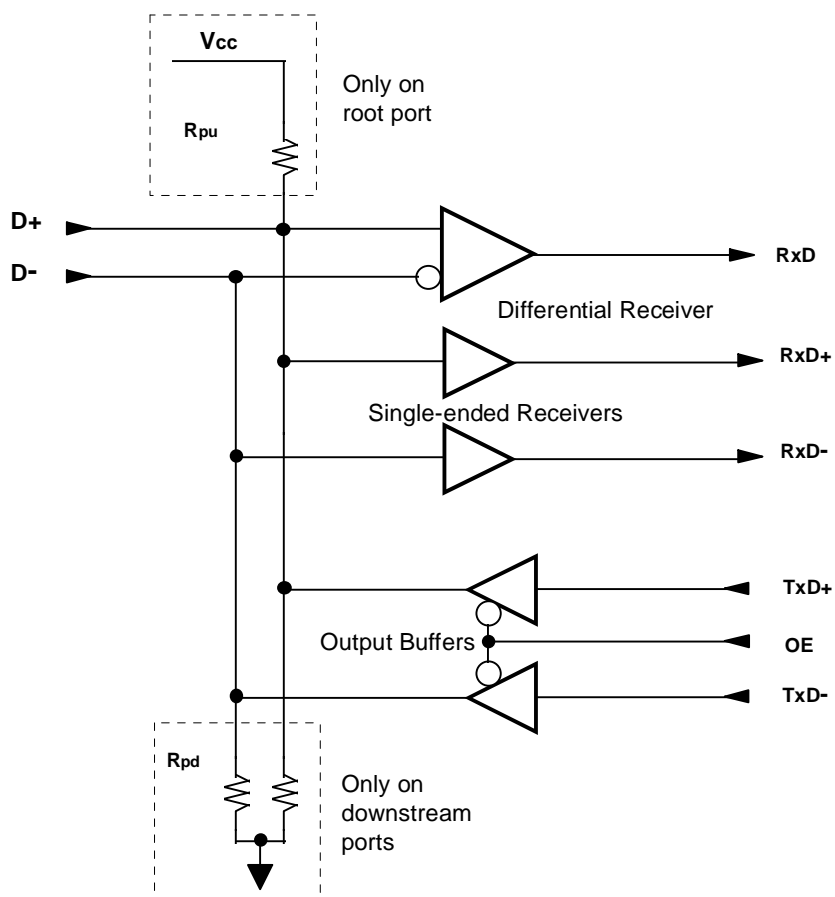 Vcc
Only on
root port
Rpu
D+
D-
RxD
Differential Receiver
RxD+
Single-ended Receivers
RxD-
TxD+
Output Buffers
OE
TxD-
Rpd
Only on
downstream
ports